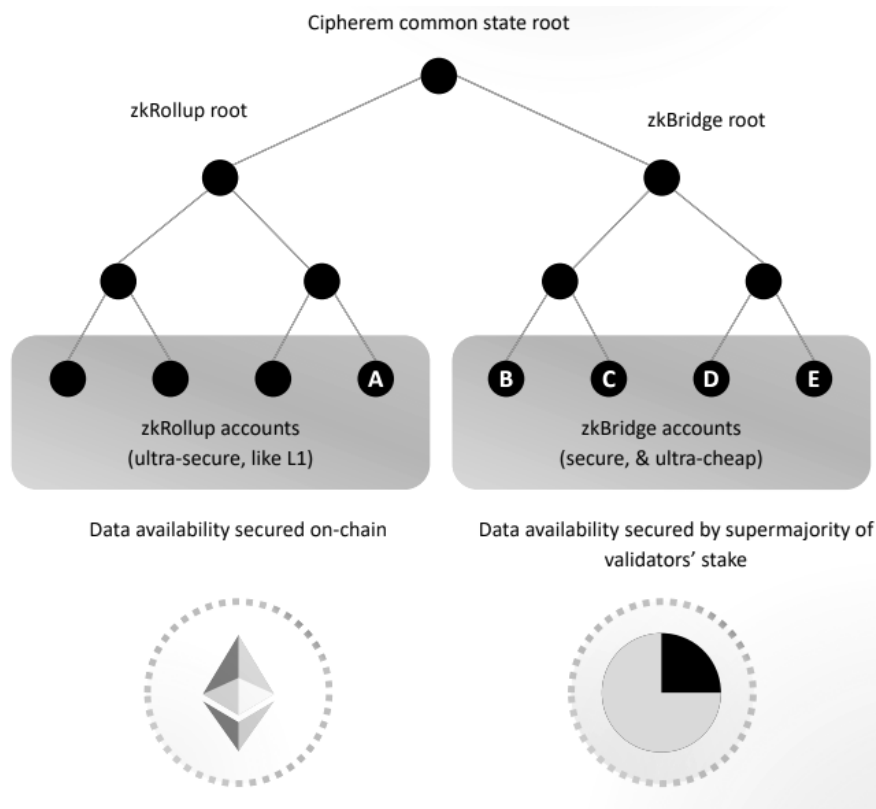 Cipherem common state root
zkRollup root
zkBridge root
A
B
C
D
E
zkRollup accounts
(ultra-secure, like L1)
zkBridge accounts
(secure, & ultra-cheap)
Data availability secured on-chain
Data availability secured by supermajority of
validators’ stake